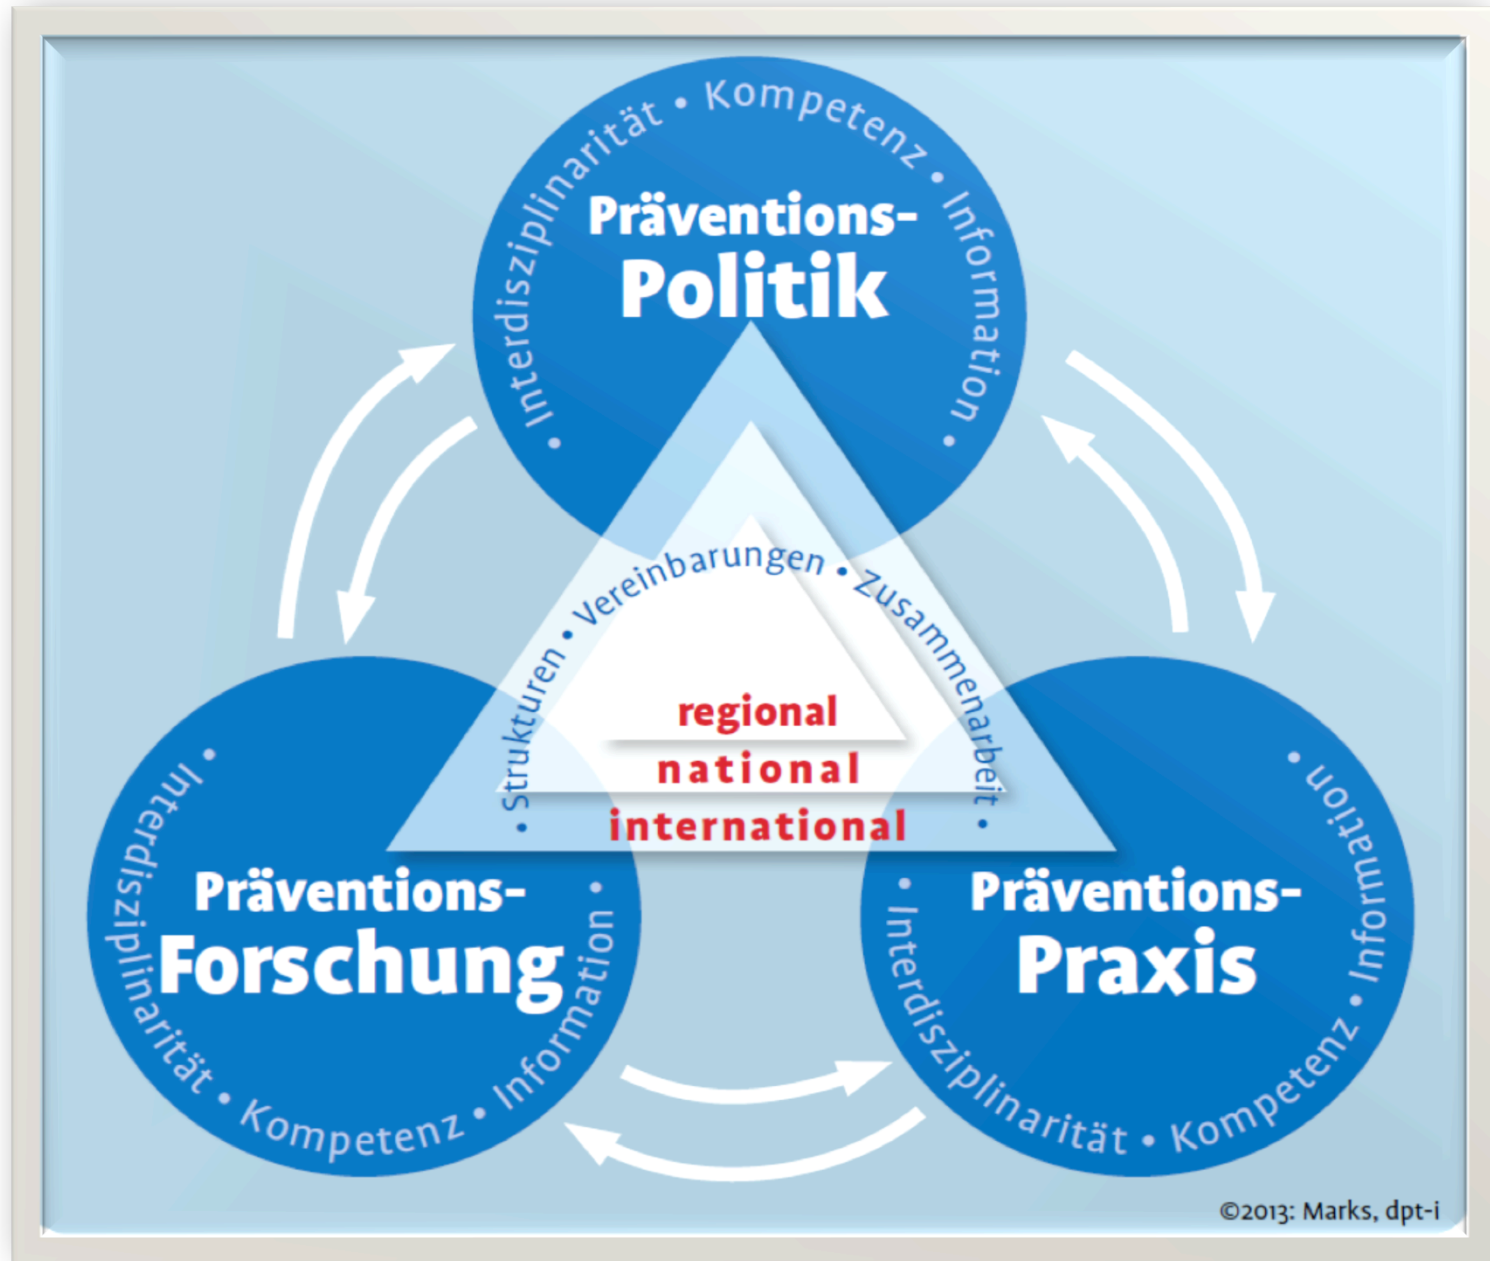 • Interdisziplinarität • Kompetenz • Information •
Präventions-
Politik
• Strukturen • Vereinbarungen • Zusammenarbeit •
regional
national
international
Präventions-
Forschung
• Interdisziplinarität • Kompetenz • Information •
Präventions-
Praxis
• Interdisziplinarität • Kompetenz • Information •
©2013: Marks, dpt-i